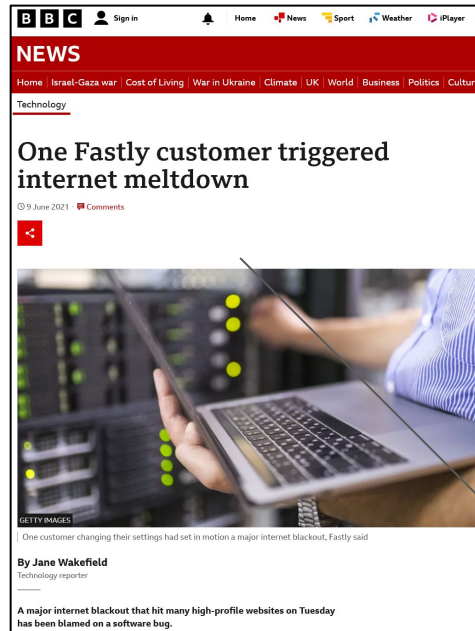 BBC Sign in Home News Sport Weather iPlayer
NEWS
Home Israel-Gaza war Cost of Living War in Ukraine Climate UK World Business Politics Cultur
Technology
One Fastly customer triggered
internet meltdown
9 June 2021 · Comments
GETTY IMAGES
One customer changing their settings had set in motion a major internet blackout, Fastly said
By Jane Wakefield
Technology reporter
A major internet blackout that hit many high-profile websites on Tuesday
has been blamed on a software bug.